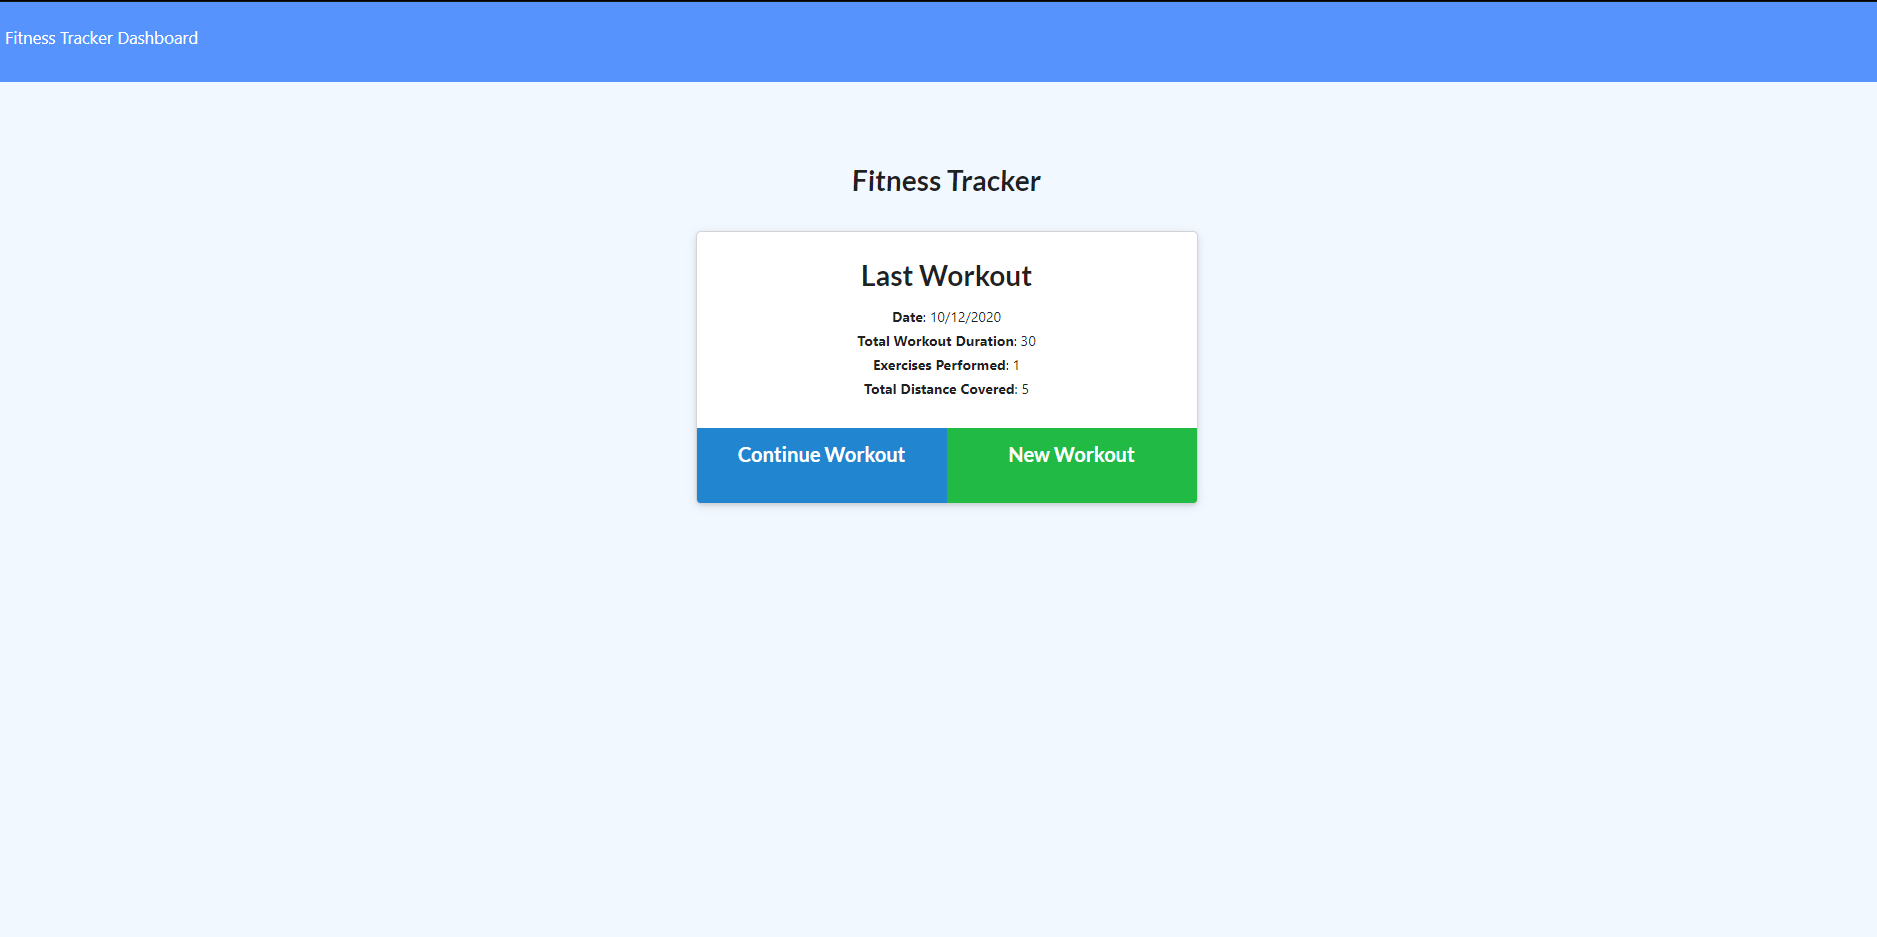 Fitness Tracker Dashboard
Fitness Tracker
Last Workout
Date: 10/12/2020
Total Workout Duration: 30
Exercises Performed: 1
Total Distance Covered: 5
Continue Workout
New Workout